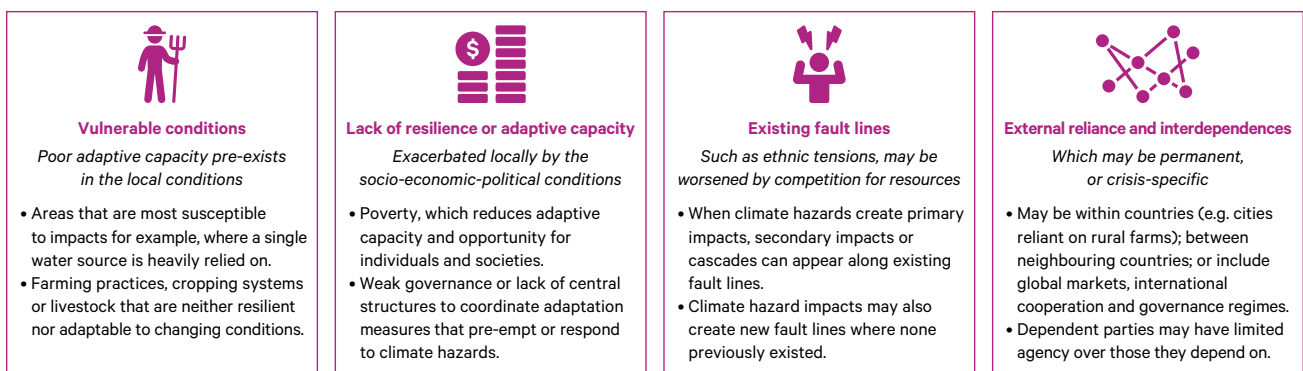 $
Vulnerable conditions
Poor adaptive capacity pre-exists
in the local conditions
• Areas that are most susceptible
to impacts for example, where a single
water source is heavily relied on.
• Farming practices, cropping systems
or livestock that are neither resilient
nor adaptable to changing conditions.
Lack of resilience or adaptive capacity
Exacerbated locally by the
socio-economic-political conditions
• Poverty, which reduces adaptive
capacity and opportunity for
individuals and societies.
• Weak governance or lack of central
structures to coordinate adaptation
measures that pre-empt or respond
to climate hazards.
Existing fault lines
Such as ethnic tensions, may be
worsened by competition for resources
• When climate hazards create primary
impacts, secondary impacts or
cascades can appear along existing
fault lines.
• Climate hazard impacts may also
create new fault lines where none
previously existed.
External reliance and interdependences
Which may be permanent,
or crisis-specific
• May be within countries (e.g. cities
reliant on rural farms); between
neighbouring countries; or include
global markets, international
cooperation and governance regimes.
• Dependent parties may have limited
agency over those they depend on.